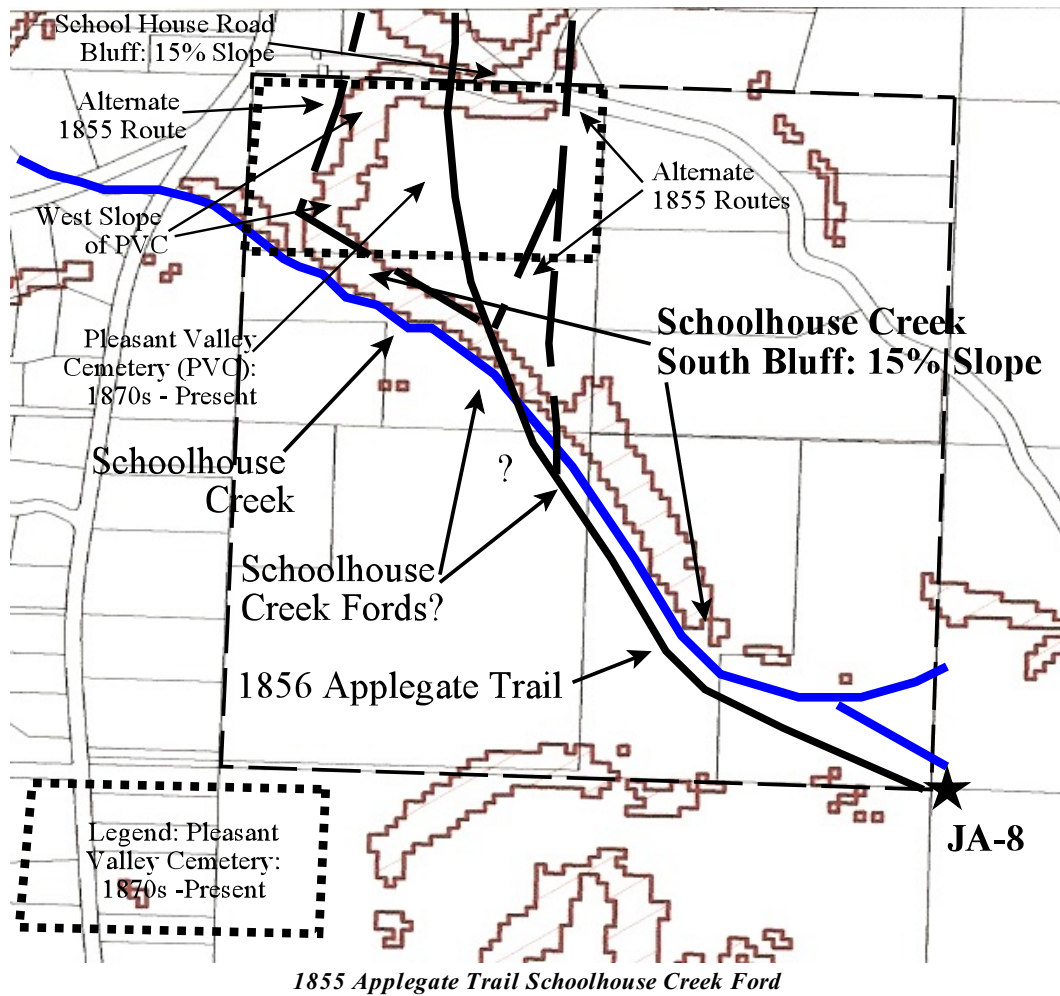 School House Road
Bluff: 15% Slope
Alternate
1855 Route
Alternate
1855 Routes
West Slope
of PVC
Schoolhouse Creek
South Bluff: 15% Slope
Pleasant Valley
Cemetery (PVC):
1870s - Present
Schoolhouse
Creek
?
Schoolhouse
Creek Fords?
1856 Applegate Trail
Legend: Pleasant
Valley Cemetery:
1870s -Present
JA-8
1855 Applegate Trail Schoolhouse Creek Ford